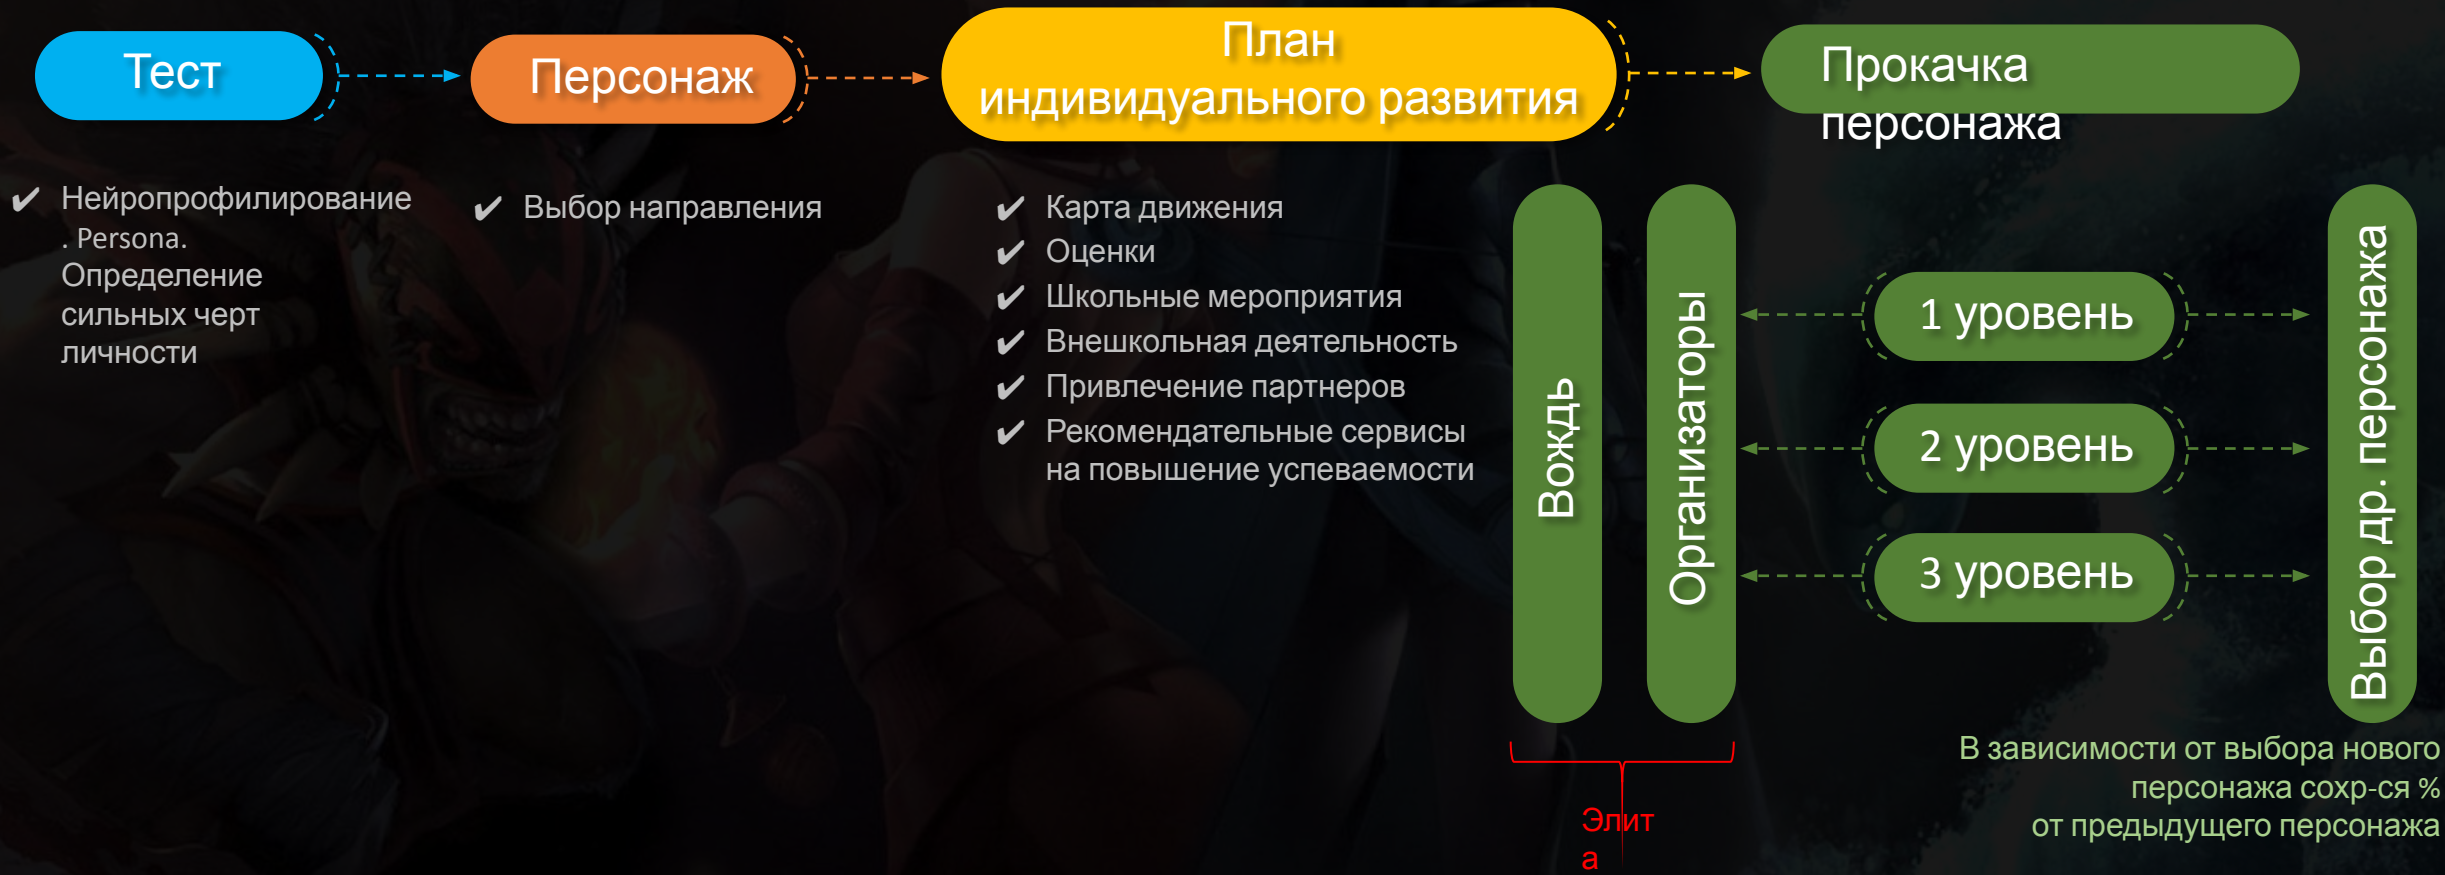 Тест
Персонаж
План
индивидуального развития
Прокачка
персонажа
✔ Нейропрофилирование
. Persona.
Определение
сильных черт
личности
✔ Выбор направления
✔ Карта движения
✔ Оценки
✔ Школьные мероприятия
✔ Внешкольная деятельность
✔ Привлечение партнеров
✔ Рекомендательные сервисы
на повышение успеваемости
Вождь
Организаторы
1 уровень
2 уровень
3 уровень
Выбор др. персонажа
Элит
а
В зависимости от выбора нового
персонажа сохр-ся %
от предыдущего персонажа